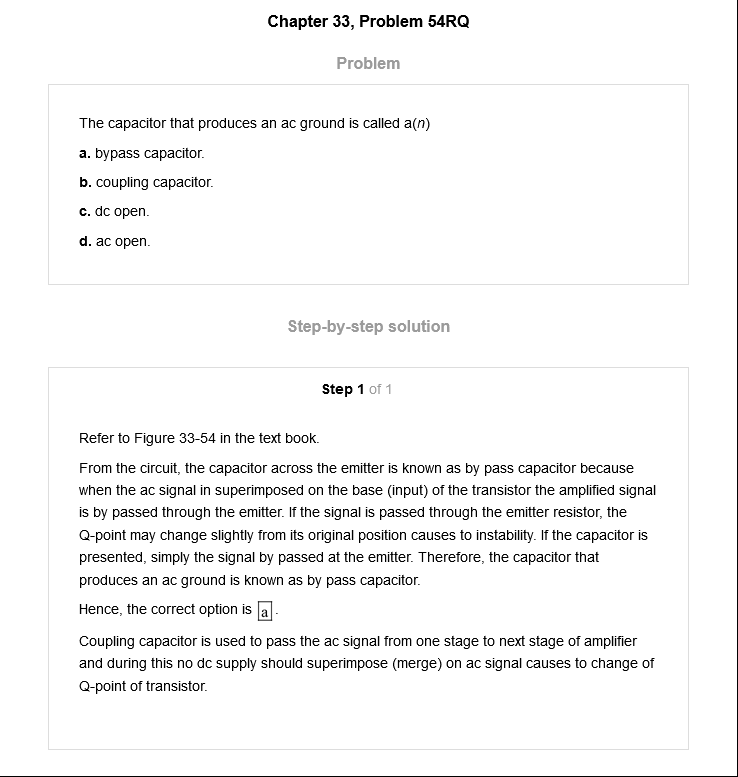 Chapter 33, Problem 54RQ
Problem
The capacitor that produces an ac ground is called a(n)
a. bypass capacitor.
b. coupling capacitor.
c. dc open.
d. ac open.
Step-by-step solution
Step 1 of 1
Refer to Figure 33-54 in the text book.
From the circuit, the capacitor across the emitter is known as by pass capacitor because
when the ac signal in superimposed on the base (input) of the transistor the amplified signal
is by passed through the emitter. If the signal is passed through the emitter resistor, the
Q-point may change slightly from its original position causes to instability. If the capacitor is
presented, simply the signal by passed at the emitter. Therefore, the capacitor that
produces an ac ground is known as by pass capacitor.
Hence, the correct option is a .
Coupling capacitor is used to pass the ac signal from one stage to next stage of amplifier
and during this no dc supply should superimpose (merge) on ac signal causes to change of
Q-point of transistor.